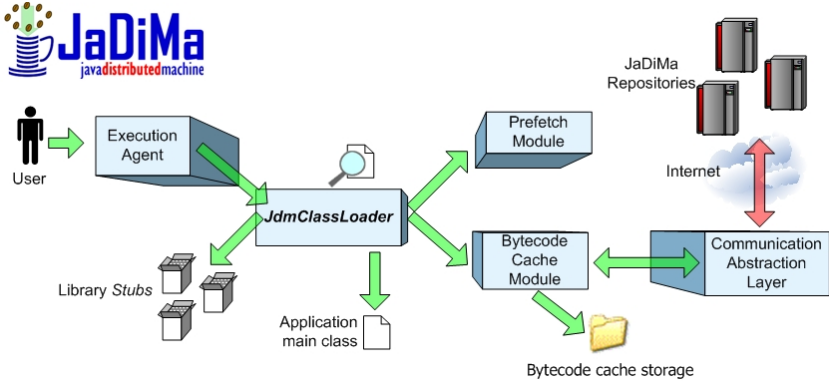 JaDiMa
javadistributedmachine
User
Execution
Agent
JdmClassLoader
Library Stubs
Application
main class
Prefetch
Module
Bytecode
Cache
Module
Bytecode cache storage
JaDiMa
Repositories
Internet
Communication
Abstraction
Layer